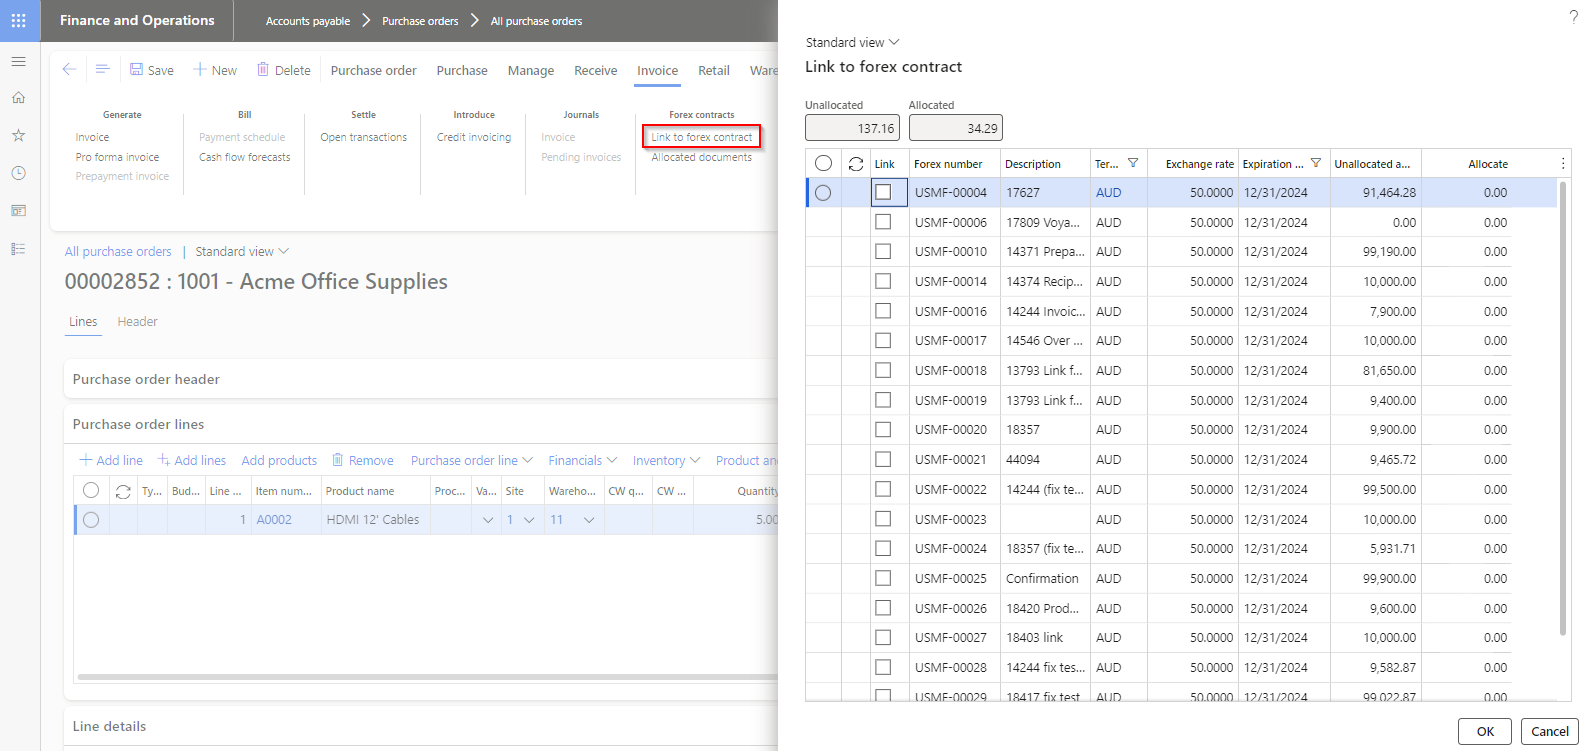 Finance and Operations
Accounts payable
Purchase orders
All purchase orders
Save
New
Delete
Purchase order
Purchase
Manage
Receive
Invoice
Retail
Ware
Generate
Invoice
Pro forma invoice
Prepayment invoice
Bill
Payment schedule
Cash flow forecasts
Settle
Open transactions
Introduce
Credit invoicing
Journals
Invoice
Pending invoices
Forex contracts
Link to forex contract
Allocated documents
All purchase orders | Standard view
00002852 : 1001 - Acme Office Supplies
Lines Header
Purchase order header
Purchase order lines
Add line Add lines Add products Remove Purchase order line Financials Inventory Product an
Ty... Bud... Line ... Item num... Product name Proc... Va... Site Wareho... CW q... CW ... Quantity
1 A0002 HDMI 12' Cables 1 11 5.00
Line details
?
Standard view
Link to forex contract
Unallocated Allocated
137.16 34.29
Link Forex number Description Ter... Exchange rate Expiration ... Unallocated a... Allocate
USMF-00004 17627 AUD 50.0000 12/31/2024 91,464.28 0.00
USMF-00006 17809 Voya... AUD 50.0000 12/31/2024 0.00 0.00
USMF-00010 14371 Prepa... AUD 50.0000 12/31/2024 99,190.00 0.00
USMF-00014 14374 Recip... AUD 50.0000 12/31/2024 10,000.00 0.00
USMF-00016 14244 Invoic... AUD 50.0000 12/31/2024 7,900.00 0.00
USMF-00017 14546 Over ... AUD 50.0000 12/31/2024 10,000.00 0.00
USMF-00018 13793 Link f... AUD 50.0000 12/31/2024 81,650.00 0.00
USMF-00019 13793 Link f... AUD 50.0000 12/31/2024 9,400.00 0.00
USMF-00020 18357 AUD 50.0000 12/31/2024 9,900.00 0.00
USMF-00021 44094 AUD 50.0000 12/31/2024 9,465.72 0.00
USMF-00022 14244 (fix te... AUD 50.0000 12/31/2024 99,500.00 0.00
USMF-00023 AUD 50.0000 12/31/2024 10,000.00 0.00
USMF-00024 18357 (fix te... AUD 50.0000 12/31/2024 5,931.71 0.00
USMF-00025 Confirmation AUD 50.0000 12/31/2024 99,900.00 0.00
USMF-00026 18420 Prod... AUD 50.0000 12/31/2024 9,600.00 0.00
USMF-00027 18403 link AUD 50.0000 12/31/2024 10,000.00 0.00
USMF-00028 14244 fix tes... AUD 50.0000 12/31/2024 9,582.87 0.00
USMF-00029 18417 fix test AUD 50.0000 12/31/2024 99,022.87 0.00
OK Cancel